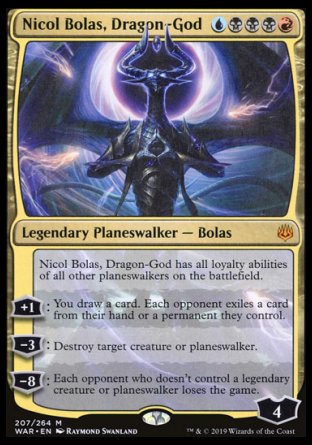 Nicol Bolas, Dragon-God
Legendary Planeswalker — Bolas
Nicol Bolas, Dragon-God has all loyalty abilities
of all other planeswalkers on the battlefield.
+1: You draw a card. Each opponent exiles a card
from their hand or a permanent they control.
-3: Destroy target creature or planeswalker.
-8: Each opponent who doesn't control a legendary
creature or planeswalker loses the game.
4
207/264 M
WAR • EN RAYMOND SWANLAND
™ & © 2019 Wizards of the Coast